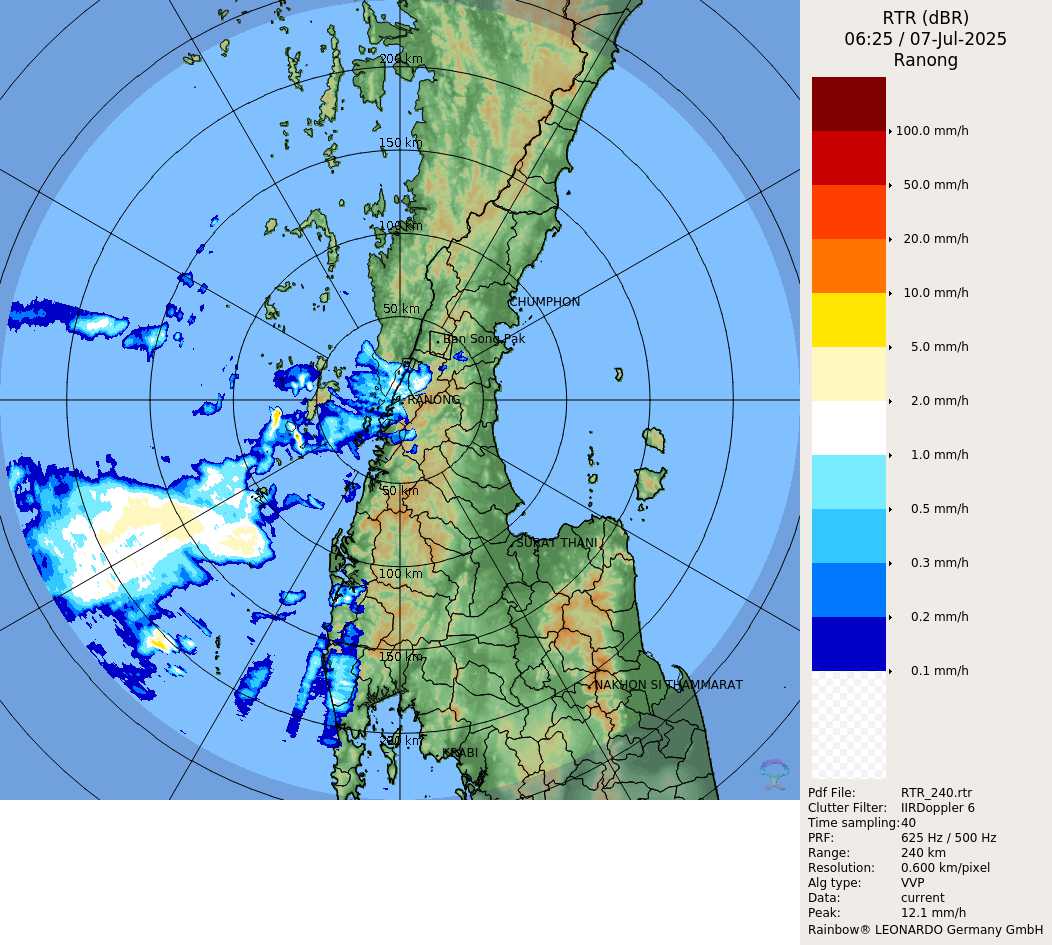 RTR (dBR)
06:25 / 07-Jul-2025
Ranong
100.0 mm/h
50.0 mm/h
20.0 mm/h
10.0 mm/h
5.0 mm/h
2.0 mm/h
1.0 mm/h
0.5 mm/h
0.3 mm/h
0.2 mm/h
0.1 mm/h
Pdf File: RTR_240.rtr
Clutter Filter: IIRDoppler 6
Time sampling: 40
PRF: 625 Hz / 500 Hz
Range: 240 km
Resolution: 0.600 km/pixel
Alg type: VVP
Data: current
Peak: 12.1 mm/h
Rainbow® LEONARDO Germany GmbH
200 km
150 km
100 km
50 km
CHUMPHON
Ban Song Pak
RANONG
50 km
SURAT THANI
100 km
150 km
NAKHON SI THAMMARAT
200 km
KRABI